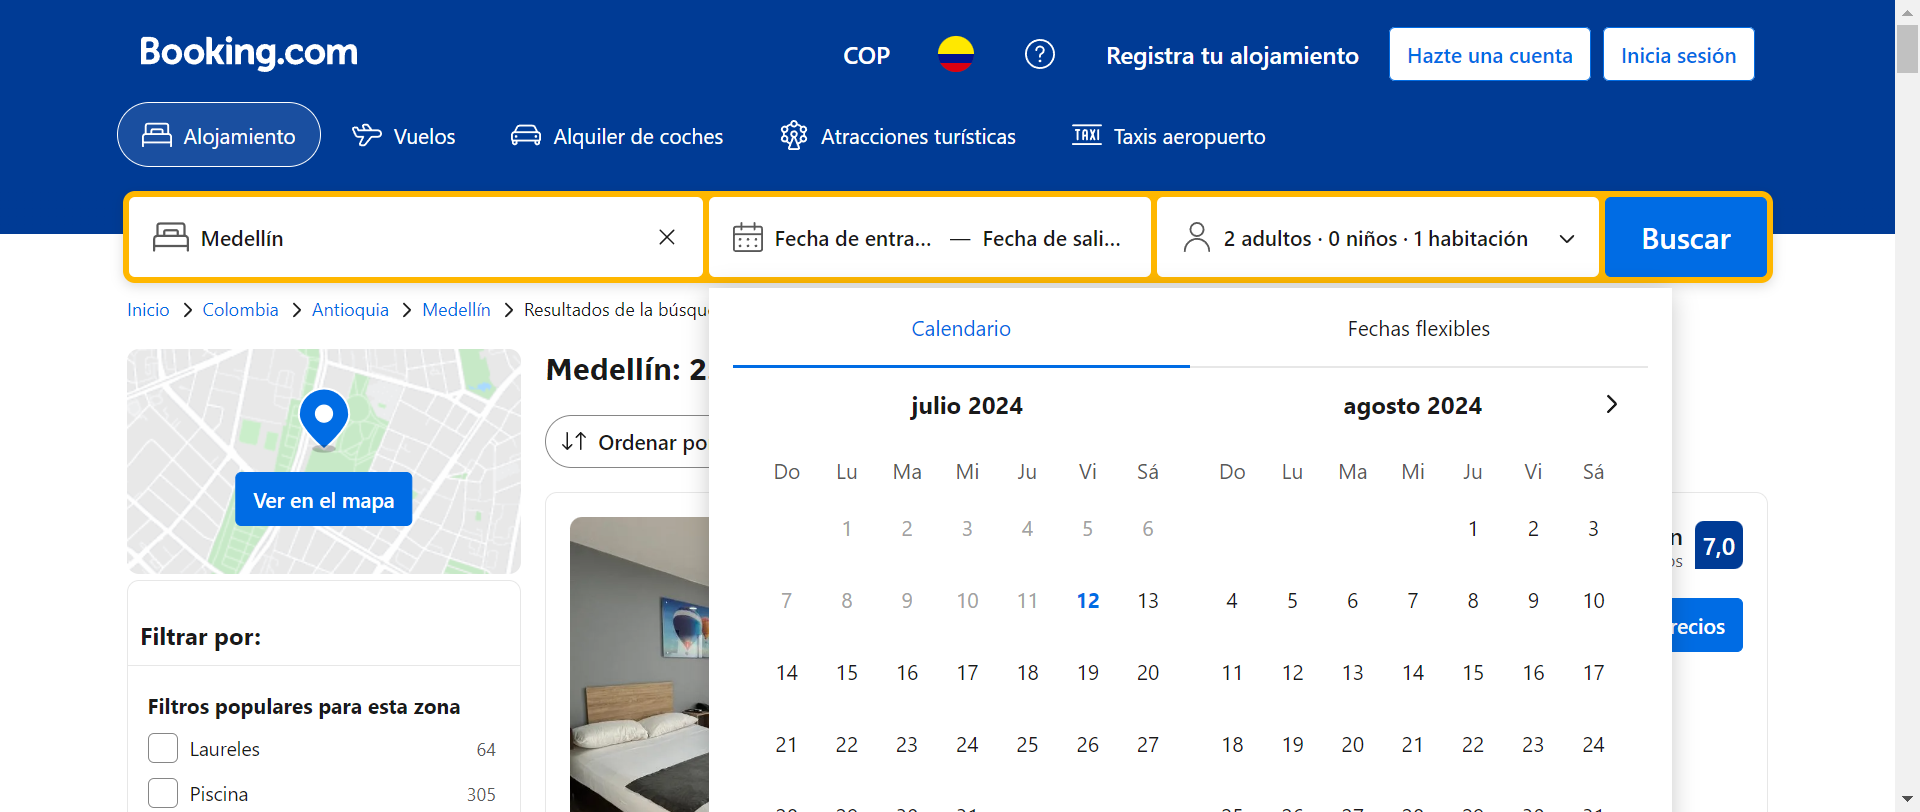 Booking.com
COP
Registra tu alojamiento
Hazte una cuenta
Inicia sesión
Alojamiento
Vuelos
Alquiler de coches
Atracciones turísticas
TAXI
Taxis aeropuerto
Medellín
Fecha de entra... — Fecha de sali...
2 adultos · 0 niños · 1 habitación
Buscar
Inicio
Colombia
Antioquia
Medellín
Resultados de la búsqu
Calendario
Fechas flexibles
Ver en el mapa
Medellín: 2
Ordenar po
julio 2024
Do Lu Ma Mi Ju Vi Sá
1 2 3 4 5 6
7 8 9 10 11 12 13
14 15 16 17 18 19 20
21 22 23 24 25 26 27
agosto 2024
Do Lu Ma Mi Ju Vi Sá
1 2 3
4 5 6 7 8 9 10
11 12 13 14 15 16 17
18 19 20 21 22 23 24
7,0
recios
Filtrar por:
Filtros populares para esta zona
Laureles 64
Piscina 305